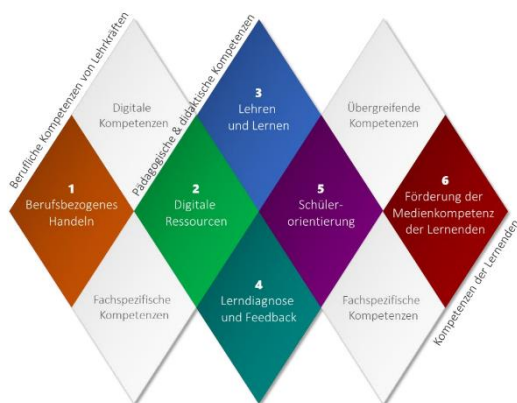 Berufliche Kompetenzen von Lehrkräften
Digitale
Kompetenzen
Pädagogische & didaktische Kompetenzen
3
Lehren
und Lernen
Übergreifende
Kompetenzen
1
Berufsbezogenes
Handeln
2
Digitale
Ressourcen
5
Schüler-
orientierung
6
Förderung der
Medienkompetenz
der Lernenden
Fachspezifische
Kompetenzen
4
Lerndiagnose
und Feedback
Fachspezifische
Kompetenzen
Kompetenzen der Lernenden